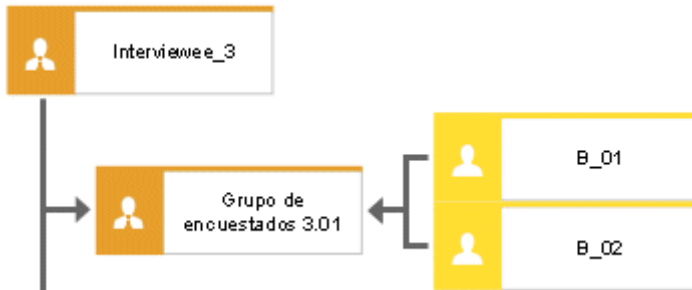 Interviewee_3
Grupo de
encuestados 3.01
B_01
B_02